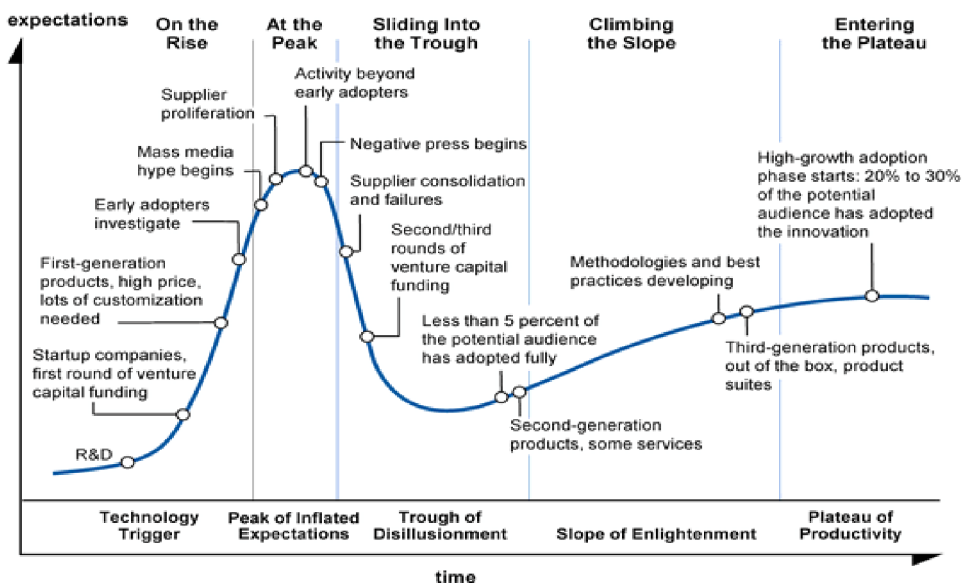 expectations
On the
Rise
At the
Peak
Sliding Into
the Trough
Climbing
the Slope
Entering
the Plateau
Activity beyond
early adopters
Supplier
proliferation
Negative press begins
Mass media
hype begins
Supplier consolidation
and failures
Early adopters
investigate
Second/third
rounds of
venture capital
funding
First-generation
products, high price,
lots of customization
needed
Less than 5 percent of
the potential audience
has adopted fully
Startup companies,
first round of venture
capital funding
R&D
Second-generation
products, some services
Methodologies and best
practices developing
Third-generation products,
out of the box, product
suites
High-growth adoption
phase starts: 20% to 30%
of the potential
audience has adopted
the innovation
Technology
Trigger
Peak of Inflated
Expectations
Trough of
Disillusionment
Slope of Enlightenment
Plateau of
Productivity
time